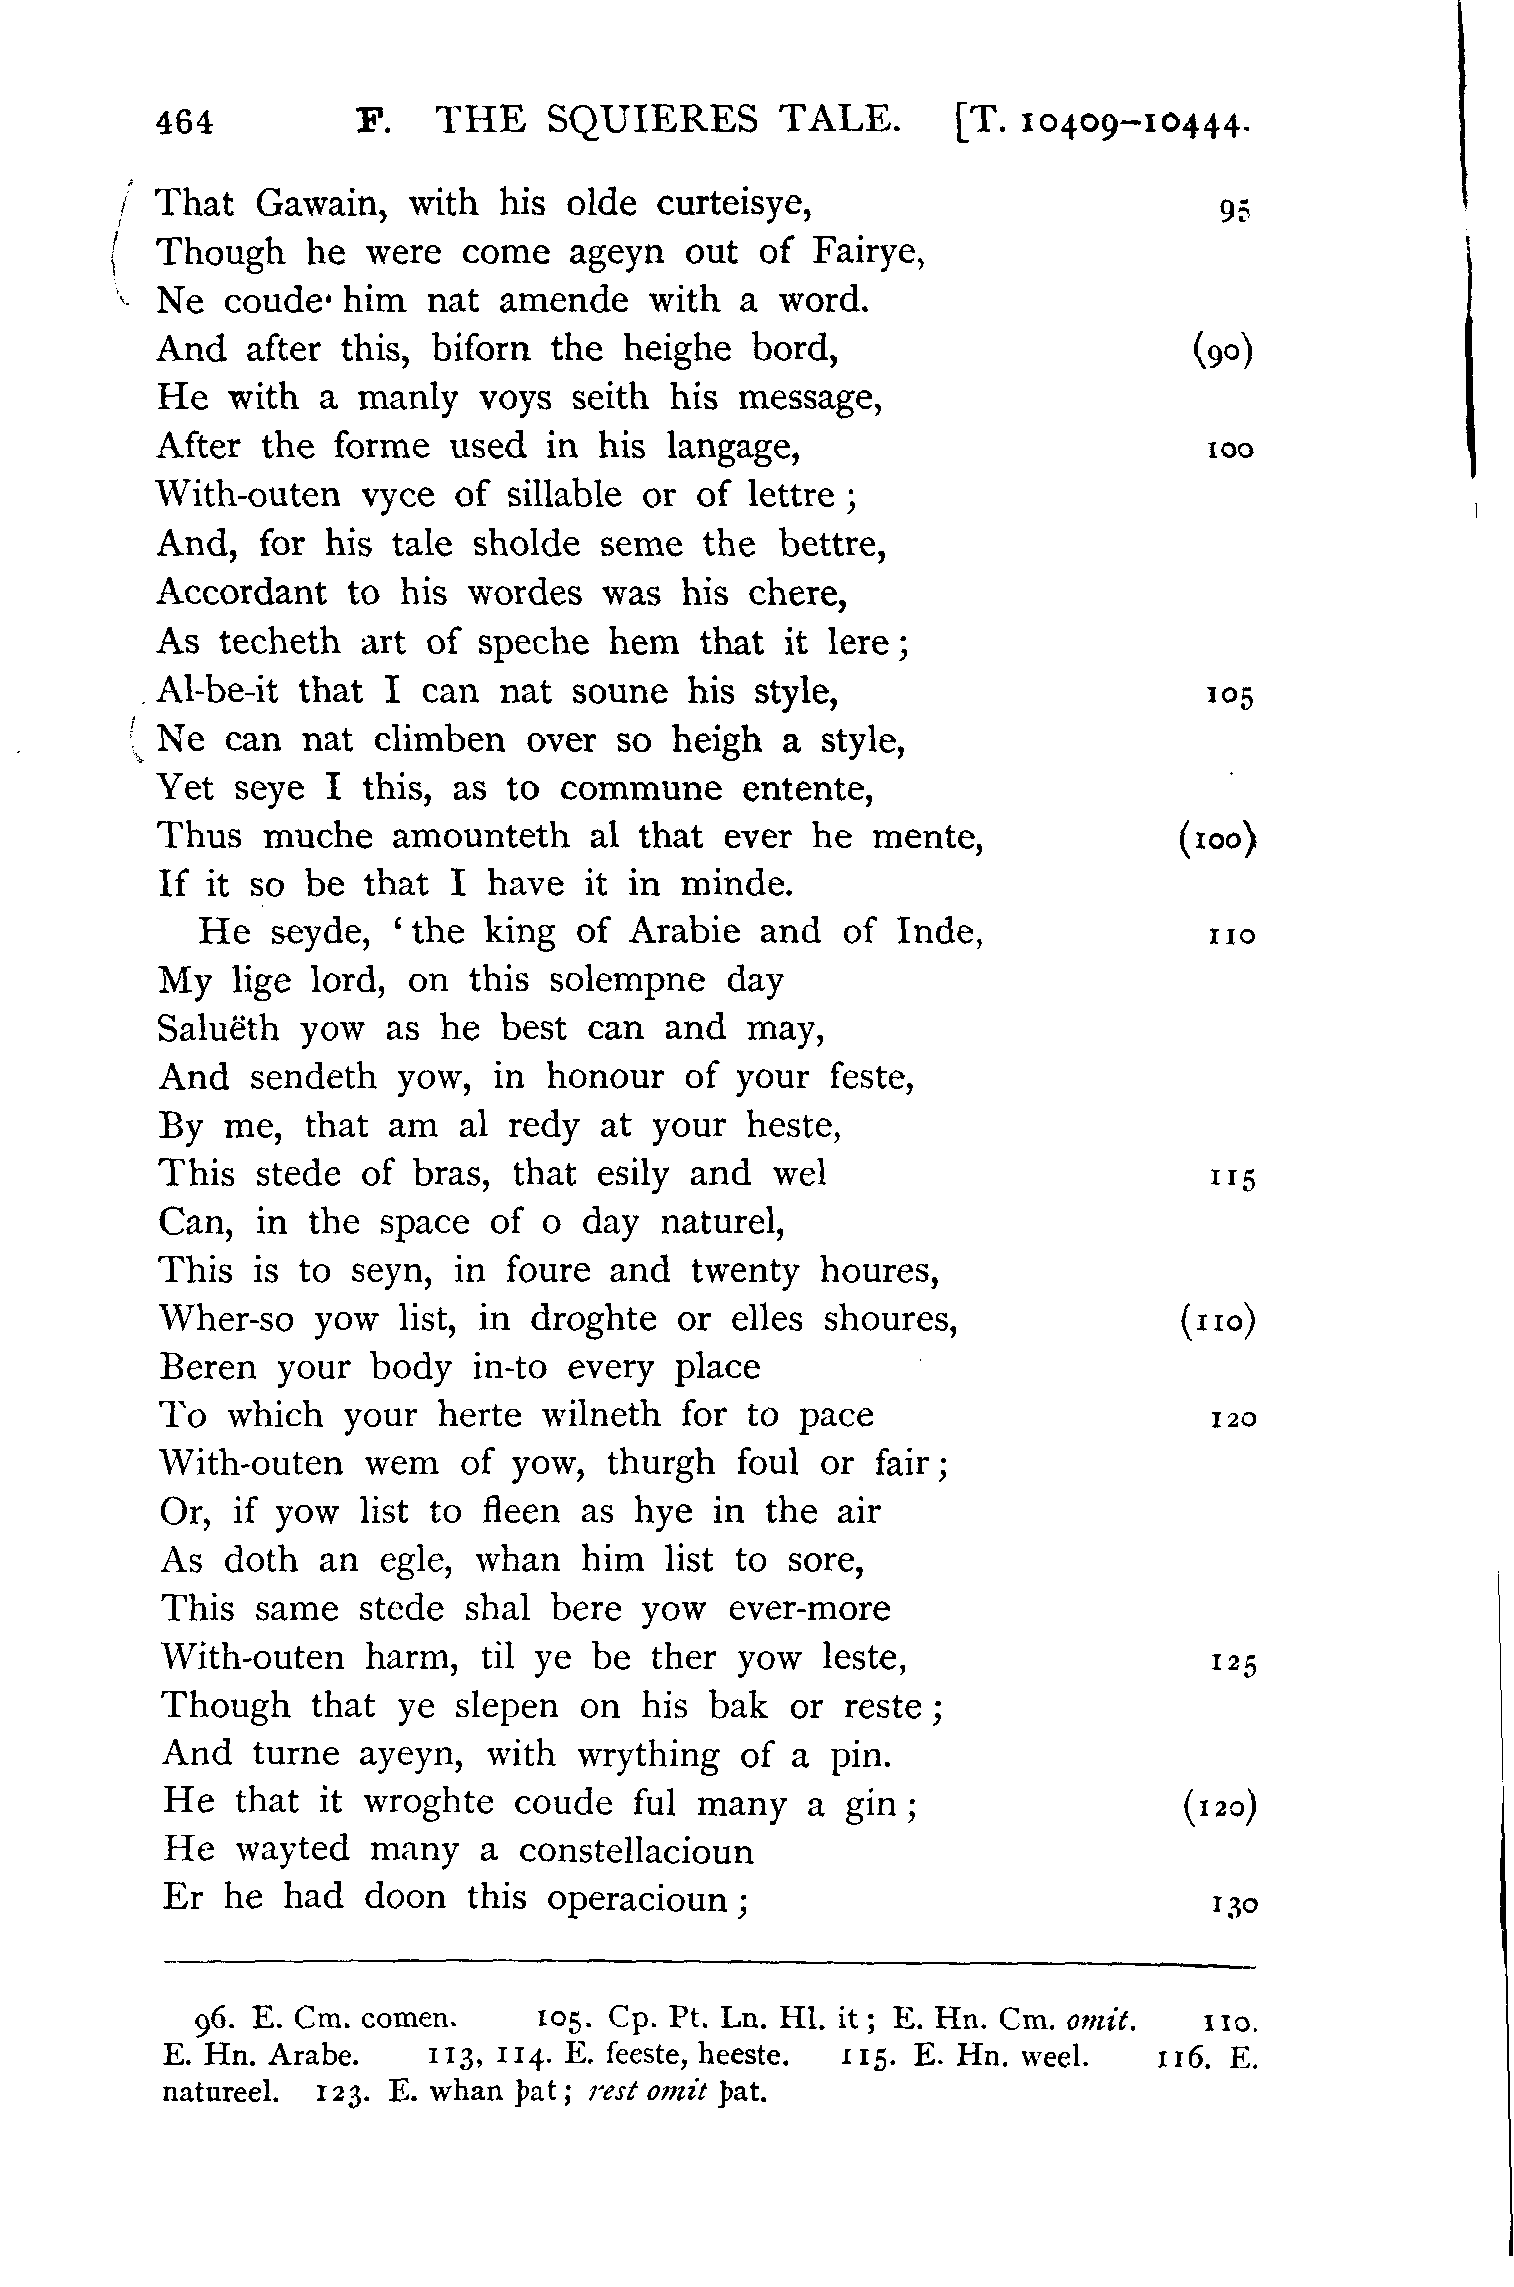 464 F. THE SQUIERES TALE. [T. 10409-10444.
That Gawain, with his olde curteisye, 95
Though he were come ageyn out of Fairye,
Ne coude him nat amende with a word.
And after this, biforn the heighe bord, (90)
He with a manly voys seith his message,
After the forme used in his langage, 100
With-outen vyce of sillable or of lettre ;
And, for his tale sholde seme the bettre,
Accordant to his wordes was his chere,
As techeth art of speche hem that it lere ;
Al-be-it that I can nat soune his style, 105
Ne can nat climben over so heigh a style,
Yet seye I this, as to commune entente,
Thus muche amounteth al that ever he mente, (100)
If it so be that I have it in minde.
He seyde, ‘the king of Arabie and of Inde, 110
My lige lord, on this solempne day
Saluëth yow as he best can and may,
And sendeth yow, in honour of your feste,
By me, that am al redy at your heste,
This stede of bras, that esily and wel 115
Can, in the space of o day naturel,
This is to seyn, in foure and twenty houres,
Wher-so yow list, in droghte or elles shoures, (110)
Beren your body in-to every place
To which your herte wilneth for to pace 120
With-outen wem of yow, thurgh foul or fair ;
Or, if yow list to fleen as hye in the air
As doth an egle, whan him list to sore,
This same stede shal bere yow ever-more
With-outen harm, til ye be ther yow leste, 125
Though that ye slepen on his bak or reste ;
And turne ayeyn, with wrything of a pin.
He that it wroghte coude ful many a gin ; (120)
He wayted many a constellacioun
Er he had doon this operacioun ; 130
96. E. Cm. comen. 105. Cp. Pt. Ln. Hl. it ; E. Hn. Cm. omit. 110.
E. Hn. Arabe. 113, 114. E. feeste, heeste. 115. E. Hn. weel. 116. E.
natureel. 123. E. whan þat ; rest omit þat.